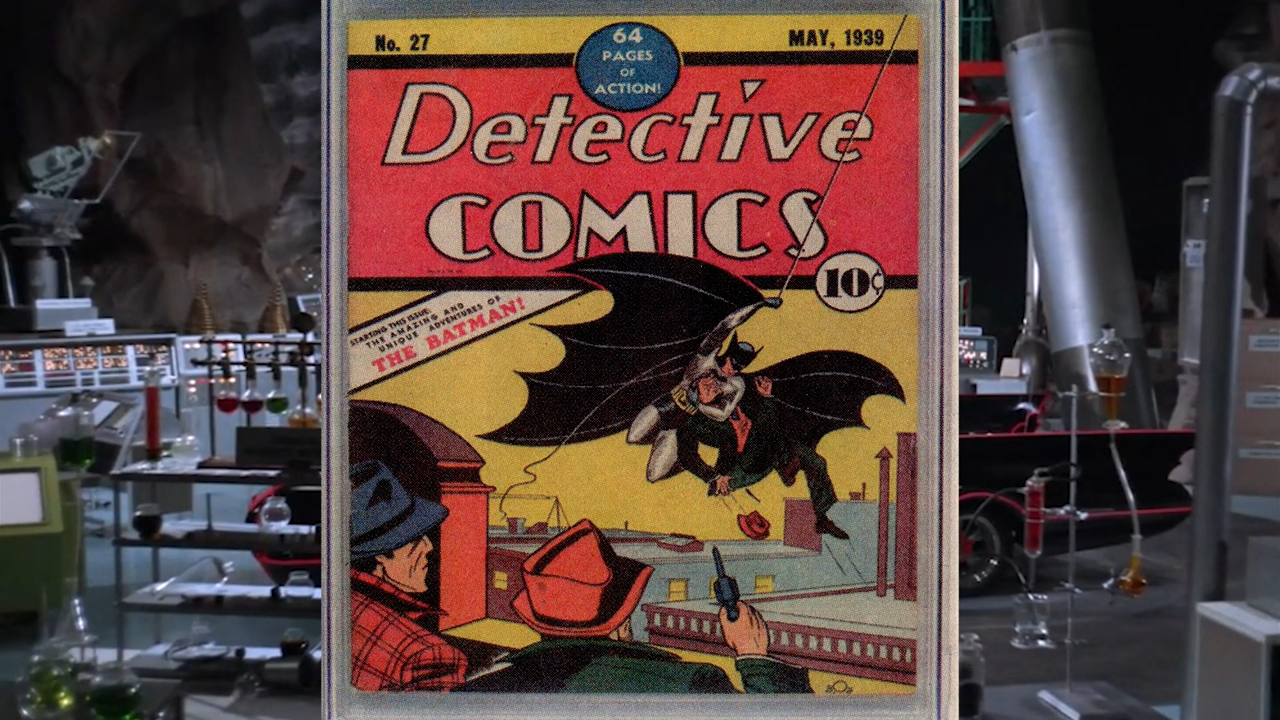 No. 27
64
PAGES
OF
ACTION!
MAY, 1939
Detective
COMICS
10¢
STARTING THIS ISSUE:
THE AMAZING AND
UNIQUE ADVENTURES OF
THE BATMAN!
BOB